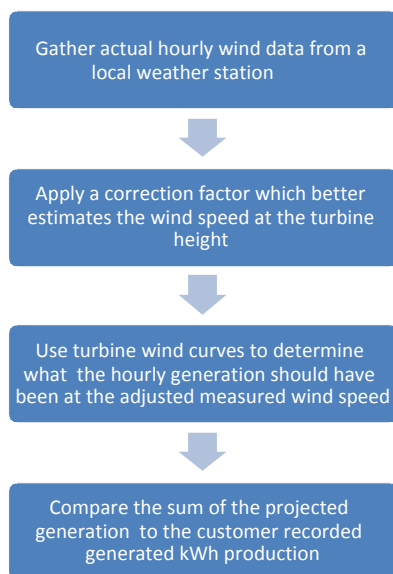 Gather actual hourly wind data from a
local weather station
Apply a correction factor which better
estimates the wind speed at the turbine
height
Use turbine wind curves to determine
what the hourly generation should have
been at the adjusted measured wind speed
Compare the sum of the projected
generation to the customer recorded
generated kWh production